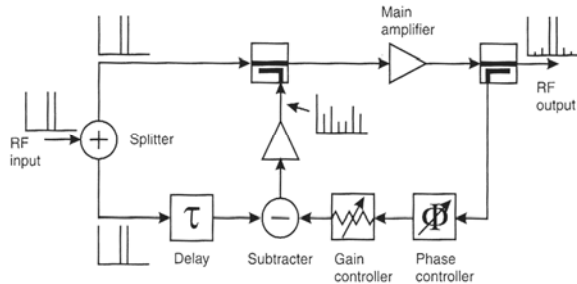 Main
amplifier
RF
input
+
Splitter
RF
output
τ
Delay
−
Subtracter
Gain
controller
Φ
Phase
controller